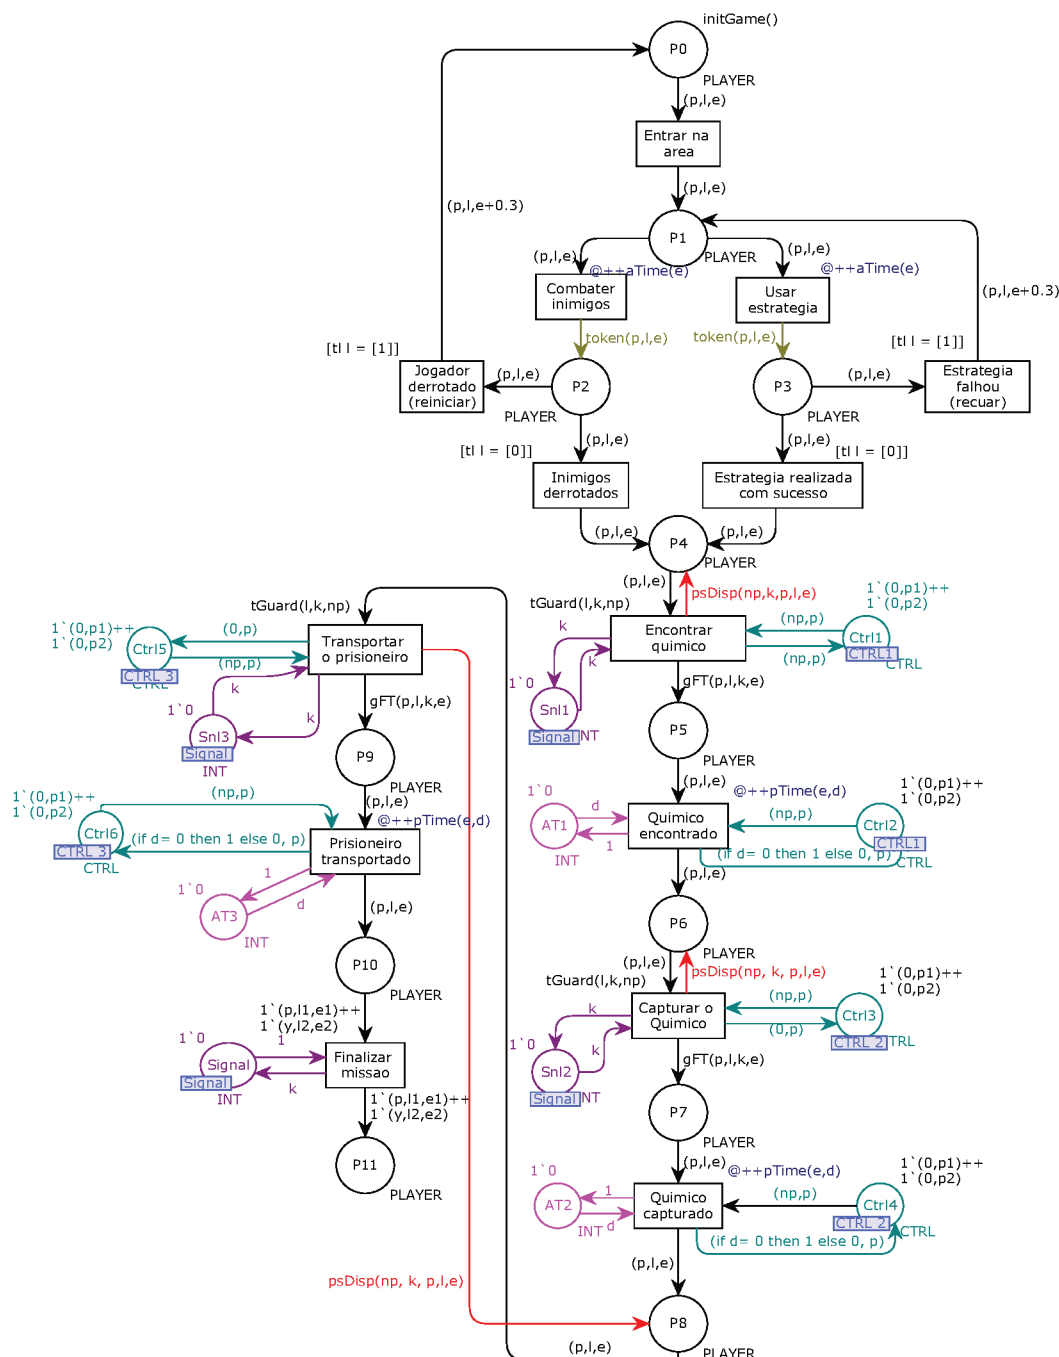 initGame()
P0
PLAYER
(p,l,e)
Entrar na
area
(p,l,e)
(p,l,e+0.3)
P1
PLAYER
(p,l,e)
@++aTime(e)
(p,l,e)
@++aTime(e)
Combater
inimigos
Usar
estrategia
(p,l,e+0.3)
token(p,l,e)
token(p,l,e)
[tl l = [1]]
[tl l = [1]]
Jogador
derrotado
(reiniciar)
(p,l,e)
P2
PLAYER
P3
PLAYER
(p,l,e)
Estrategia
falhou
(recuar)
[tl l = [0]]
(p,l,e)
(p,l,e)
[tl l = [0]]
Inimigos
derrotados
Estrategia realizada
com sucesso
(p,l,e)
P4
(p,l,e)
PLAYER
(p,l,e)
psDisp(np,k,p,l,e)
tGuard(l,k,np)
Encontrar
quimico
1`(0,p1)++
1`(0,p2)
(np,p)
(np,p)
Ctrl1
CTRL1
CTRL
k
k
1`0
Snl1
Signal
NT
gFT(p,l,k,e)
P5
PLAYER
(p,l,e)
@++pTime(e,d)
1`0
AT1
INT
d
1
Quimico
encontrado
(np,p)
1`(0,p1)++
1`(0,p2)
Ctrl2
CTRL1
CTRL
(if d= 0 then 1 else 0, p)
(p,l,e)
P6
PLAYER
(p,l,e)
psDisp(np, k, p,l,e)
tGuard(l,k,np)
Capturar o
Quimico
(np,p)
(0,p)
1`(0,p1)++
1`(0,p2)
Ctrl3
CTRL 2
TRL
k
k
1`0
Snl2
Signal
NT
gFT(p,l,k,e)
P7
PLAYER
(p,l,e)
@++pTime(e,d)
1`0
AT2
INT
1
d
Quimico
capturado
(np,p)
1`(0,p1)++
1`(0,p2)
Ctrl4
CTRL 2
CTRL
(if d= 0 then 1 else 0, p)
(p,l,e)
P8
PLAYER
(p,l,e)
psDisp(np, k, p,l,e)
tGuard(l,k,np)
Transportar
o prisioneiro
1`(0,p1)++
1`(0,p2)
Ctrl5
CTRL 3
CTRL
(0,p)
(np,p)
k
k
1`0
Snl3
Signal
INT
gFT(p,l,k,e)
P9
PLAYER
(p,l,e)
@++pTime(e,d)
1`(0,p1)++
1`(0,p2)
Ctrl6
CTRL 3
CTRL
(np,p)
(if d= 0 then 1 else 0, p)
Prisioneiro
transportado
1`0
AT3
INT
1
d
(p,l,e)
P10
PLAYER
1`(p,l1,e1)++
1`(y,l2,e2)
1`0
Signal
Signal
INT
1
k
Finalizar
missao
1`(p,l1,e1)++
1`(y,l2,e2)
P11
PLAYER